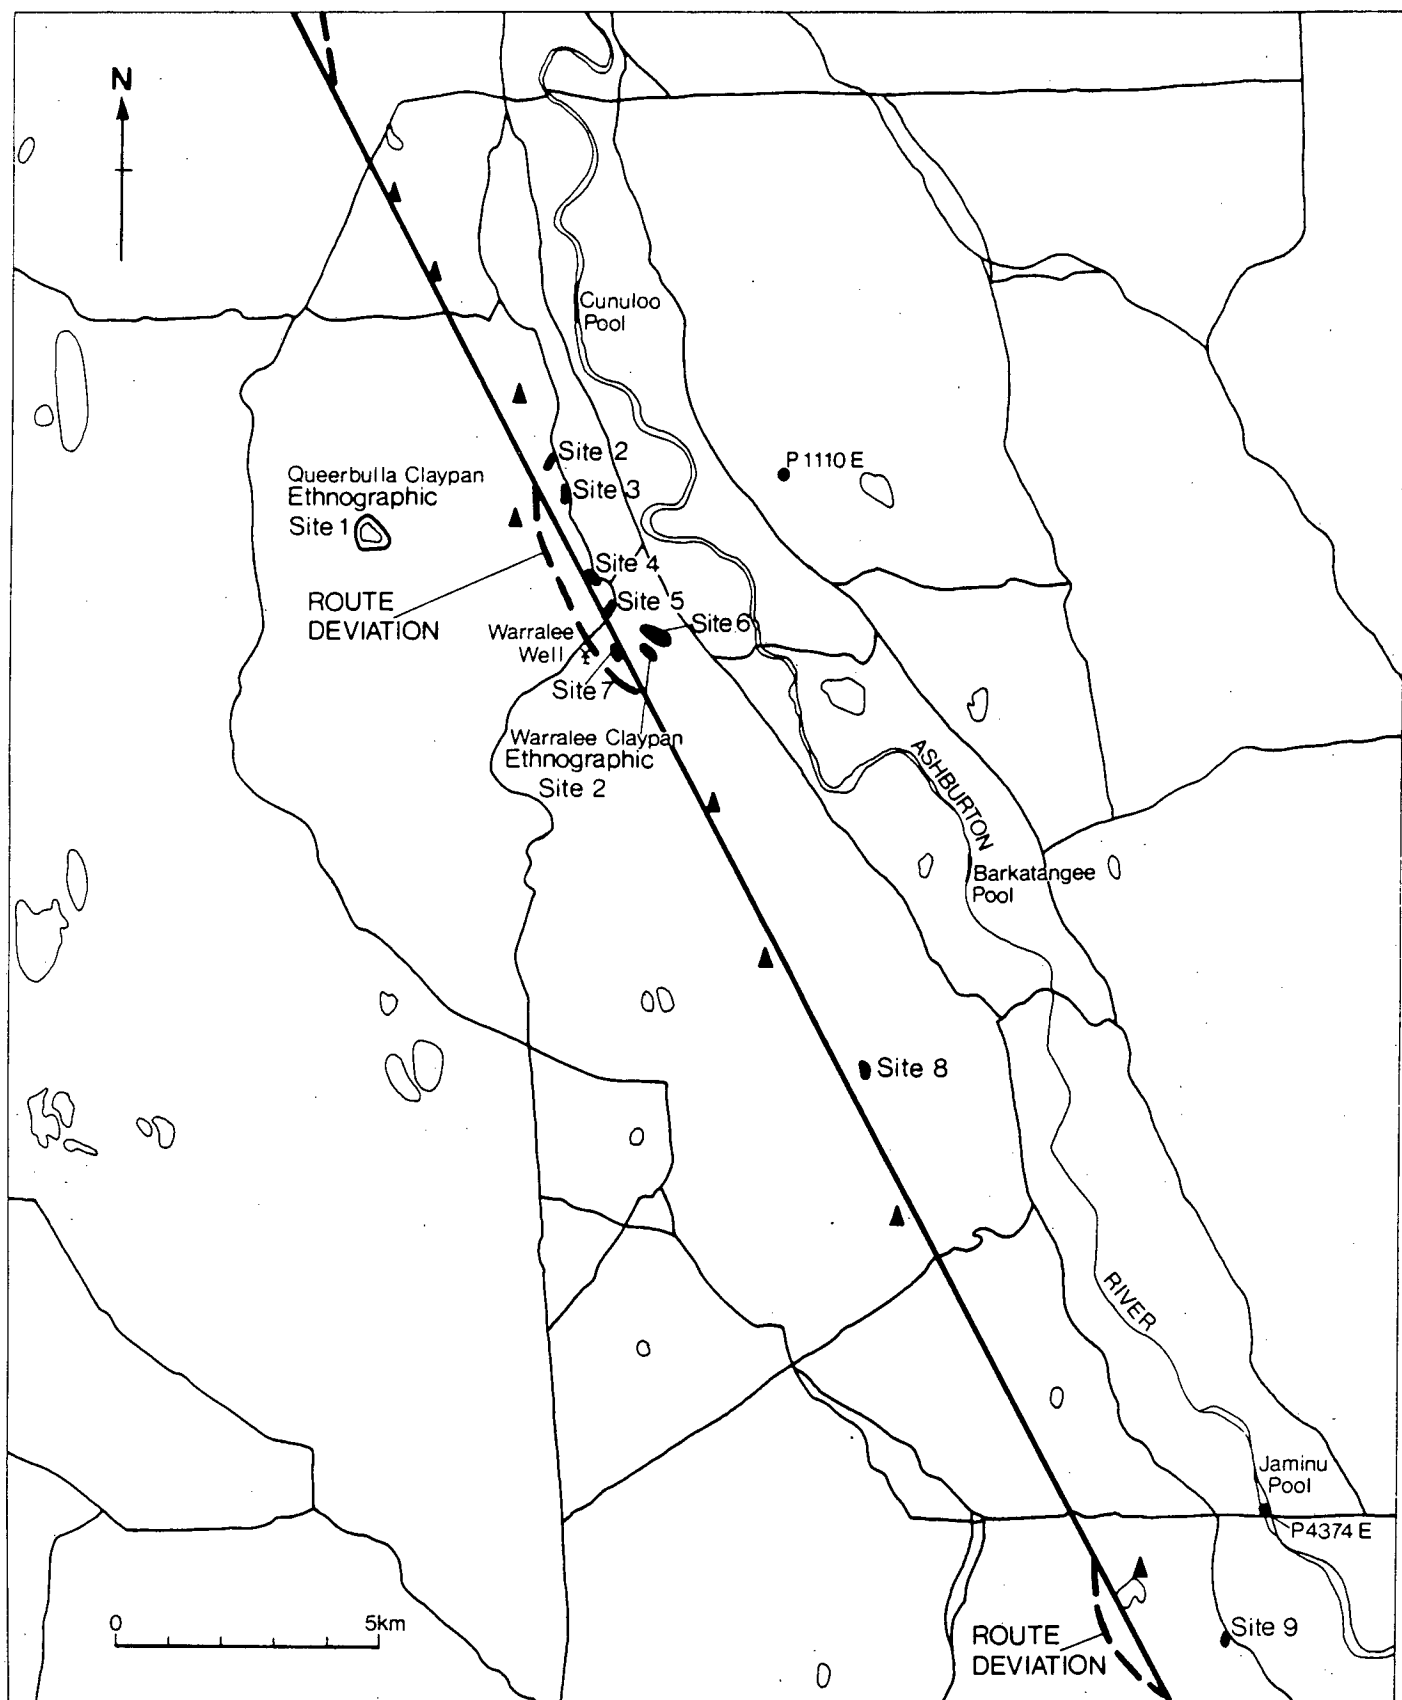 N
Cunuloo
Pool
Site 2
P 1110 E
Queerbulla Claypan
Ethnographic
Site 1
Site 3
Site 4
ROUTE
DEVIATION
Site 5
Warralee
Well
Site 6
Site 7
Warralee Claypan
Ethnographic
Site 2
ASHBURTON
Barkatangee
Pool
Site 8
RIVER
Jaminu
Pool
P4374 E
0 5km
ROUTE
DEVIATION
Site 9